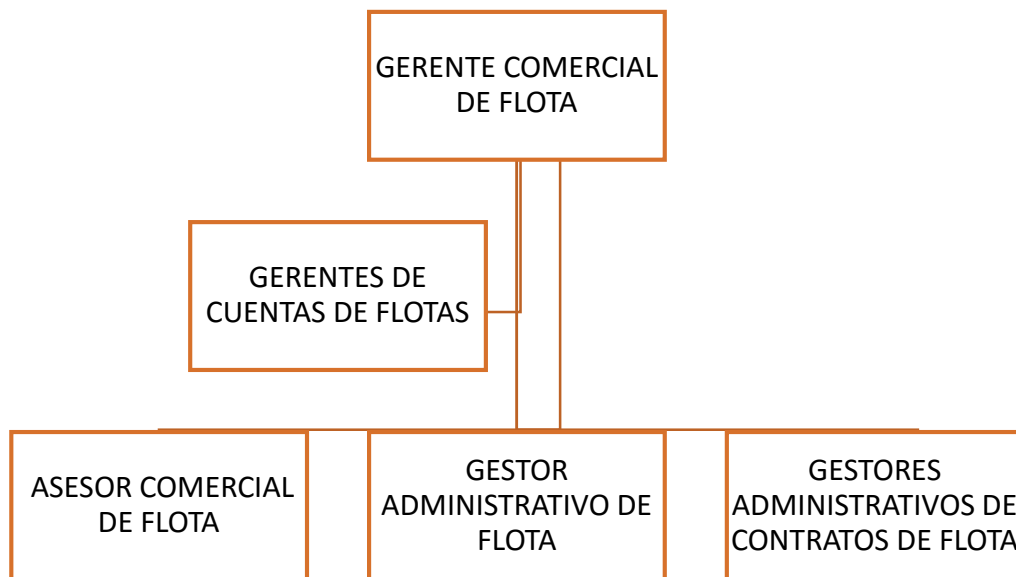 GERENTE COMERCIAL
DE FLOTA
GERENTES DE
CUENTAS DE FLOTAS
ASESOR COMERCIAL
DE FLOTA
GESTOR
ADMINISTRATIVO DE
FLOTA
GESTORES
ADMINISTRATIVOS DE
CONTRATOS DE FLOTA